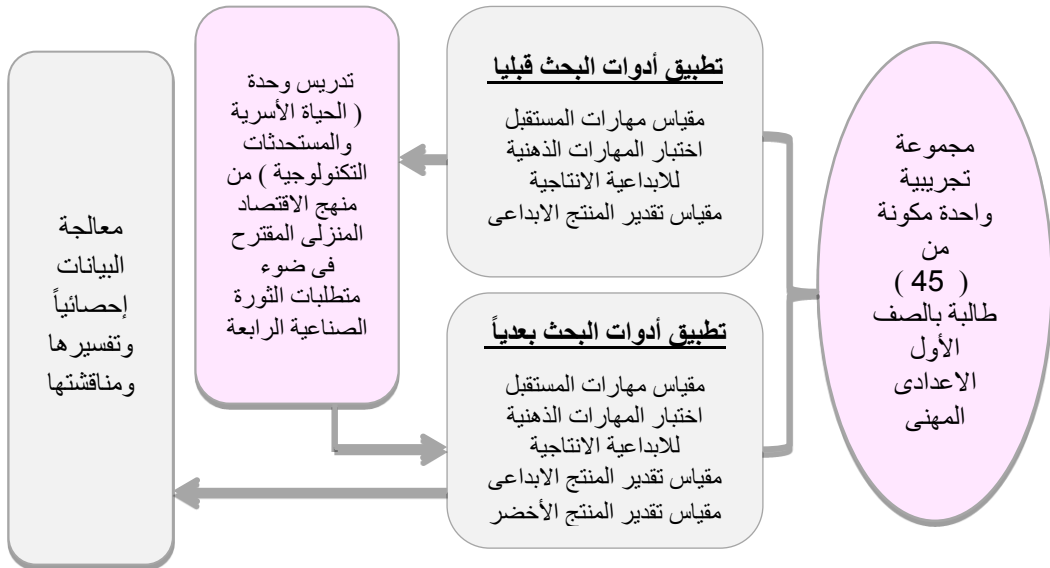 مجموعة
تجريبية
واحدة مكونة
من
( 45 )
طالبة بالصف
الأول
الاعدادى
المهنى
تطبيق أدوات البحث قبليا
مقياس مهارات المستقبل
اختبار المهارات الذهنية
للابداعية الانتاجية
مقياس تقدير المنتج الابداعى
تدريس وحدة
( الحياة الأسرية
والمستحدثات
التكنولوجية ) من
منهج الاقتصاد
المنزلى المقترح
فى ضوء
متطلبات الثورة
الصناعية الرابعة
تطبيق أدوات البحث بعدياً
مقياس مهارات المستقبل
اختبار المهارات الذهنية
للابداعية الانتاجية
مقياس تقدير المنتج الابداعى
مقياس تقدير المنتج الأخضر
معالجة
البيانات
إحصائياً
وتفسيرها
ومناقشتها